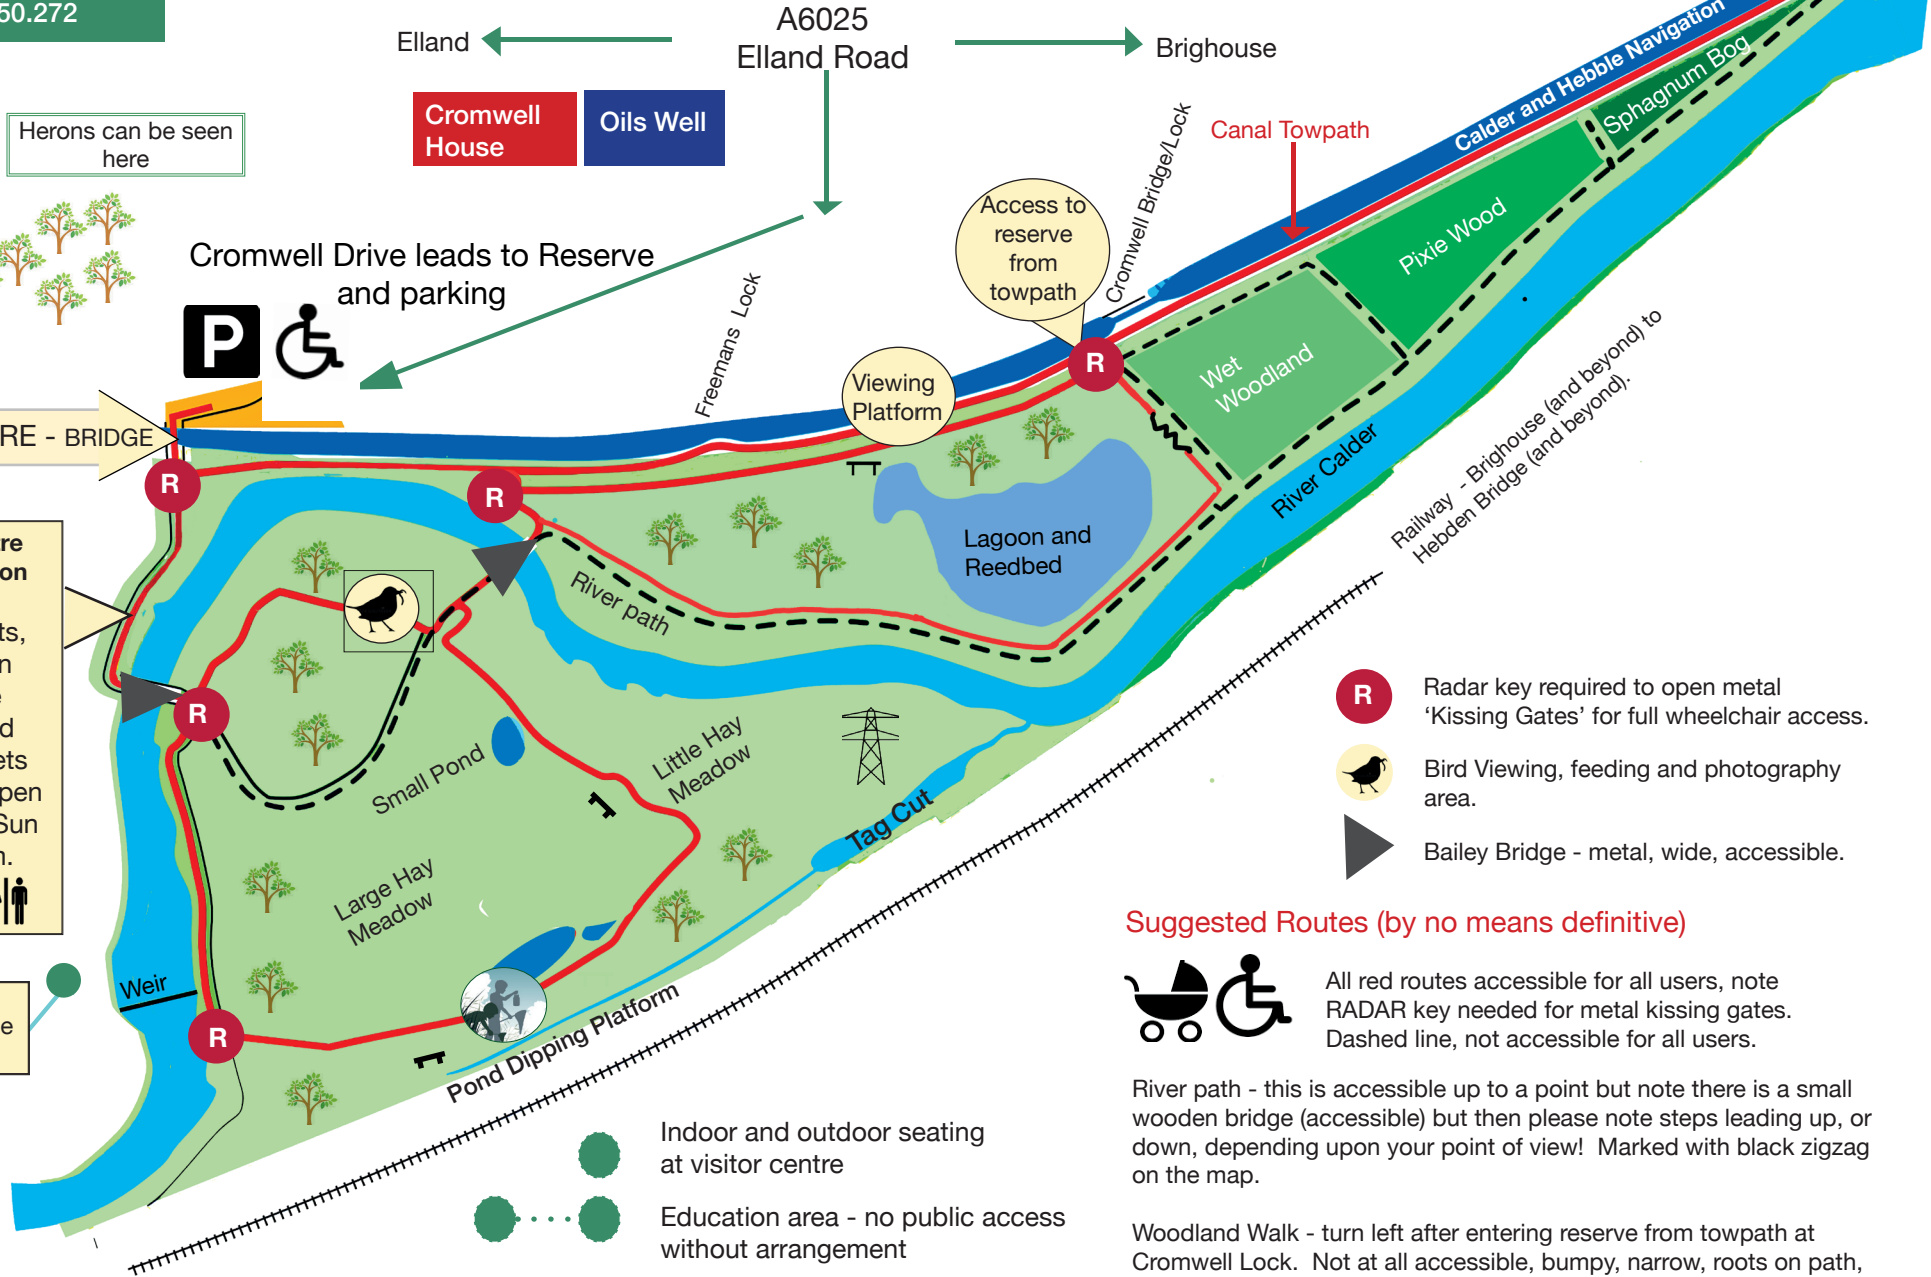 50.272
Elland
A6025
Elland Road
Brighouse
Cromwell
House
Oils Well
Herons can be seen
here
Cromwell Drive leads to Reserve
and parking
P
Freemans Lock
Viewing
Platform
Access to
reserve
from
towpath
Cromwell Bridge/Lock
Canal Towpath
Calder and Hebble Navigation
Sphagnum Bog
Pixie Wood
Wet
Woodland
River Calder
Railway - Brighouse (and beyond) to
Hebden Bridge (and beyond).
RE - BRIDGE
R
R
R
R
R
Lagoon and
Reedbed
River path
tre
on
ts,
n
e
d
ets
pen
Sun
n.
Small Pond
Little Hay
Meadow
Large Hay
Meadow
Tag Cut
Weir
e
Pond Dipping Platform
R
Radar key required to open metal
‘Kissing Gates’ for full wheelchair access.
Bird Viewing, feeding and photography
area.
Bailey Bridge - metal, wide, accessible.
Suggested Routes (by no means definitive)
All red routes accessible for all users, note
RADAR key needed for metal kissing gates.
Dashed line, not accessible for all users.
River path - this is accessible up to a point but note there is a small
wooden bridge (accessible) but then please note steps leading up, or
down, depending upon your point of view! Marked with black zigzag
on the map.
Woodland Walk - turn left after entering reserve from towpath at
Cromwell Lock. Not at all accessible, bumpy, narrow, roots on path,
Indoor and outdoor seating
at visitor centre
Education area - no public access
without arrangement